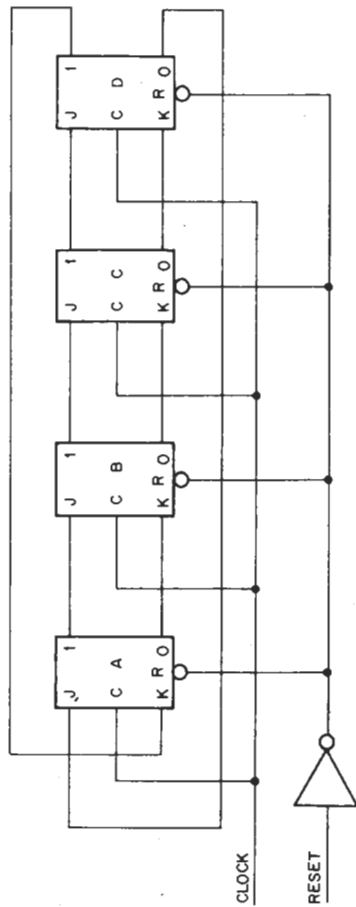 J 1
C A
K R 0
J 1
C B
K R 0
J 1
C C
K R 0
J 1
C D
K R 0
CLOCK
RESET